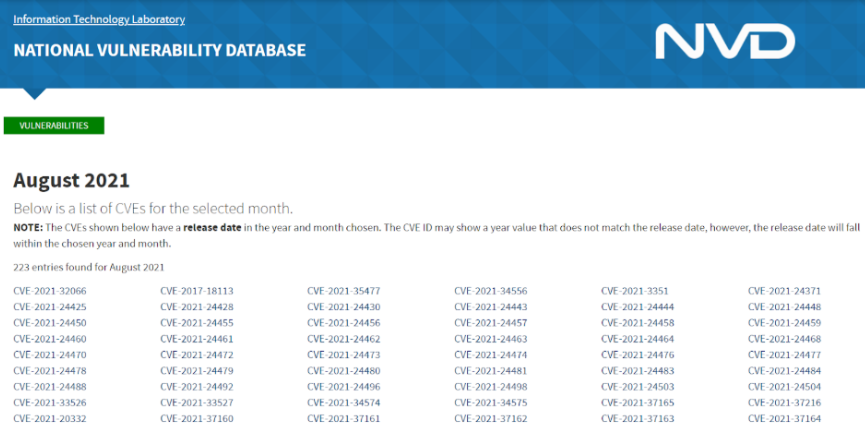 Information Technology Laboratory
NATIONAL VULNERABILITY DATABASE
NVD
VULNERABILITIES
August 2021
Below is a list of CVEs for the selected month.
NOTE: The CVEs shown below have a release date in the year and month chosen. The CVE ID may show a year value that does not match the release date, however, the release date will fall
within the chosen year and month.
223 entries found for August 2021
CVE-2021-32066 CVE-2017-18113 CVE-2021-35477 CVE-2021-34556 CVE-2021-3351 CVE-2021-24371
CVE-2021-24425 CVE-2021-24428 CVE-2021-24430 CVE-2021-24443 CVE-2021-24444 CVE-2021-24448
CVE-2021-24450 CVE-2021-24455 CVE-2021-24456 CVE-2021-24457 CVE-2021-24458 CVE-2021-24459
CVE-2021-24460 CVE-2021-24461 CVE-2021-24462 CVE-2021-24463 CVE-2021-24464 CVE-2021-24468
CVE-2021-24470 CVE-2021-24472 CVE-2021-24473 CVE-2021-24474 CVE-2021-24476 CVE-2021-24477
CVE-2021-24478 CVE-2021-24479 CVE-2021-24480 CVE-2021-24481 CVE-2021-24483 CVE-2021-24484
CVE-2021-24488 CVE-2021-24492 CVE-2021-24496 CVE-2021-24498 CVE-2021-24503 CVE-2021-24504
CVE-2021-33526 CVE-2021-33527 CVE-2021-34574 CVE-2021-34575 CVE-2021-37165 CVE-2021-37216
CVE-2021-20332 CVE-2021-37160 CVE-2021-37161 CVE-2021-37162 CVE-2021-37163 CVE-2021-37164